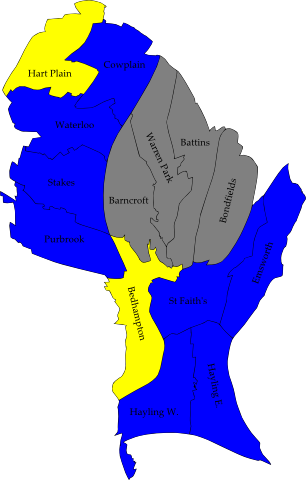 Cowplain
Hart Plain
Waterloo
Battins
Warren Park
Stakes
Bondfields
Barncroft
Purbrook
Emsworth
Bedhampton
St Faith's
Hayling E.
Hayling W.